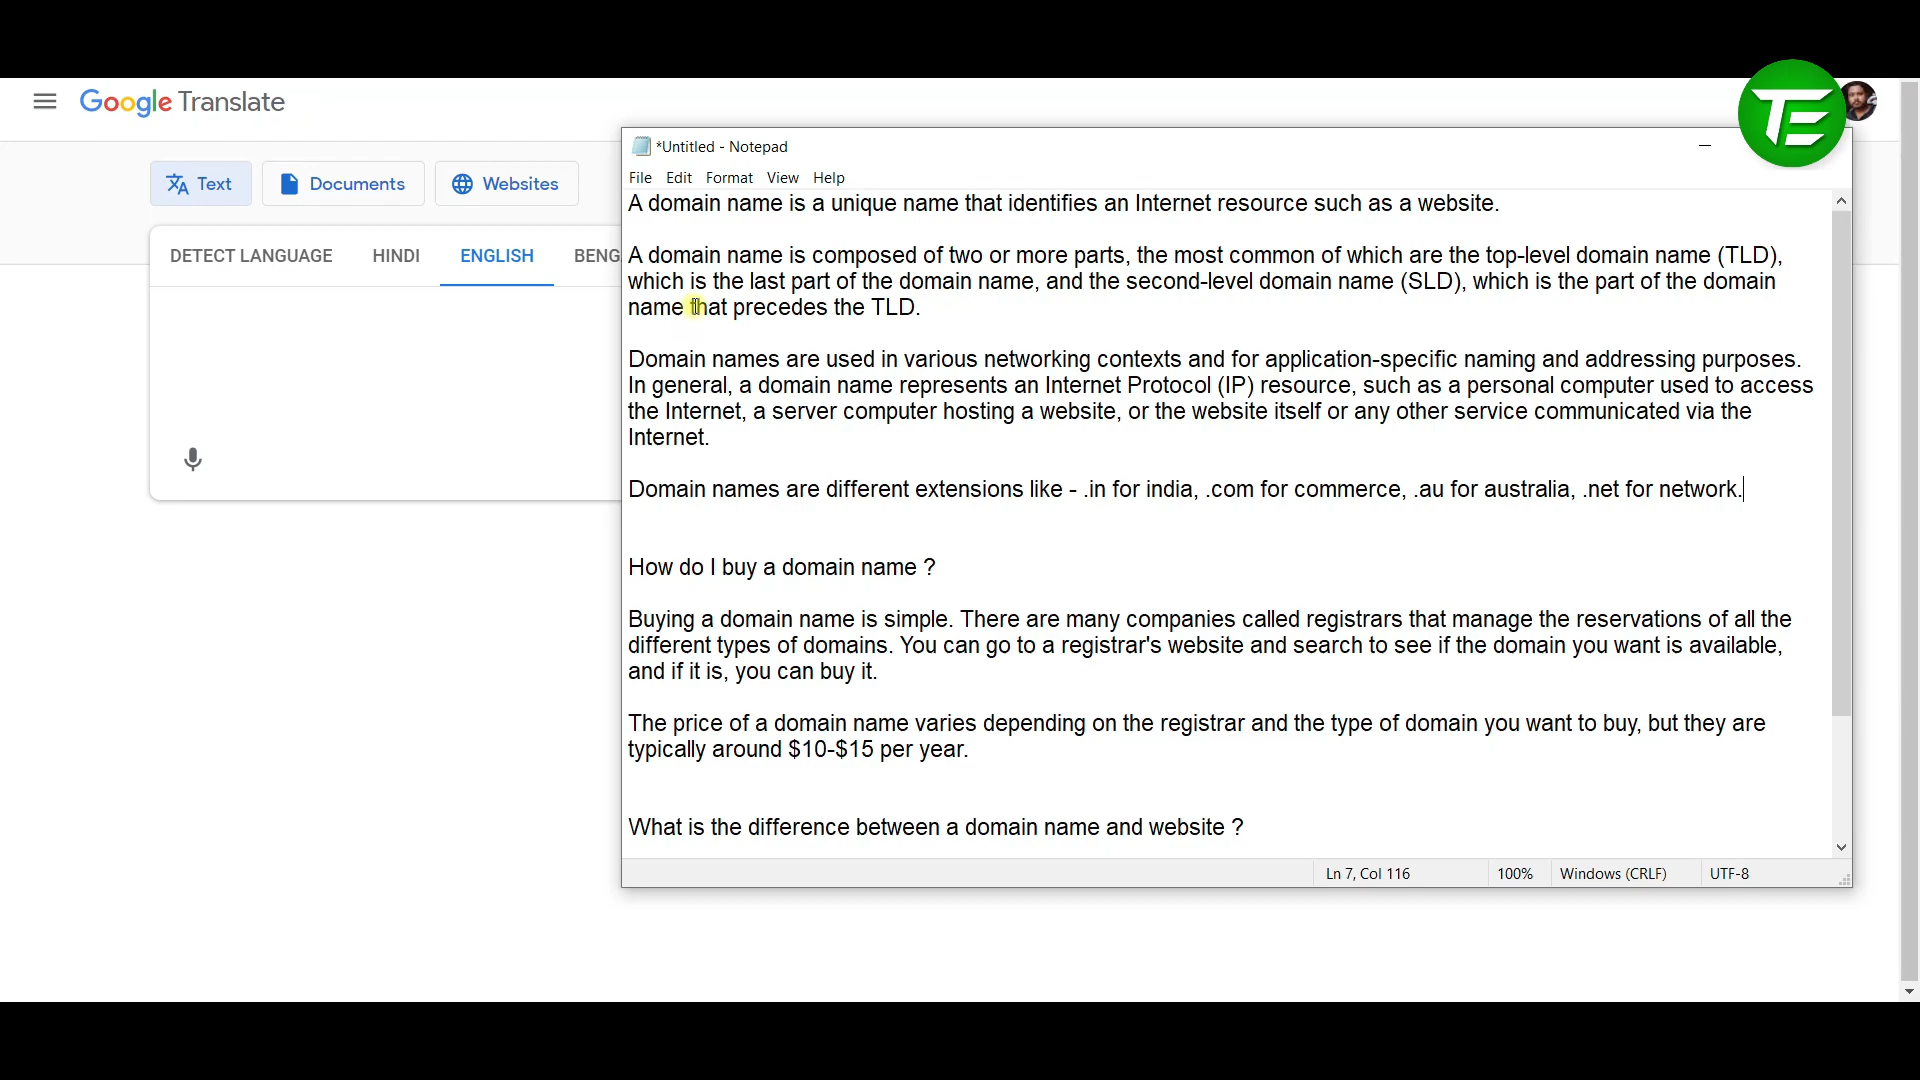 Google Translate
TE
*Untitled - Notepad
File Edit Format View Help
Text Documents Websites
DETECT LANGUAGE HINDI ENGLISH BENG
A domain name is a unique name that identifies an Internet resource such as a website.
A domain name is composed of two or more parts, the most common of which are the top-level domain name (TLD),
which is the last part of the domain name, and the second-level domain name (SLD), which is the part of the domain
name that precedes the TLD.
Domain names are used in various networking contexts and for application-specific naming and addressing purposes.
In general, a domain name represents an Internet Protocol (IP) resource, such as a personal computer used to access
the Internet, a server computer hosting a website, or the website itself or any other service communicated via the
Internet.
Domain names are different extensions like - .in for india, .com for commerce, .au for australia, .net for network.
How do I buy a domain name ?
Buying a domain name is simple. There are many companies called registrars that manage the reservations of all the
different types of domains. You can go to a registrar's website and search to see if the domain you want is available,
and if it is, you can buy it.
The price of a domain name varies depending on the registrar and the type of domain you want to buy, but they are
typically around $10-$15 per year.
What is the difference between a domain name and website ?
Ln 7, Col 116 100% Windows (CRLF) UTF-8